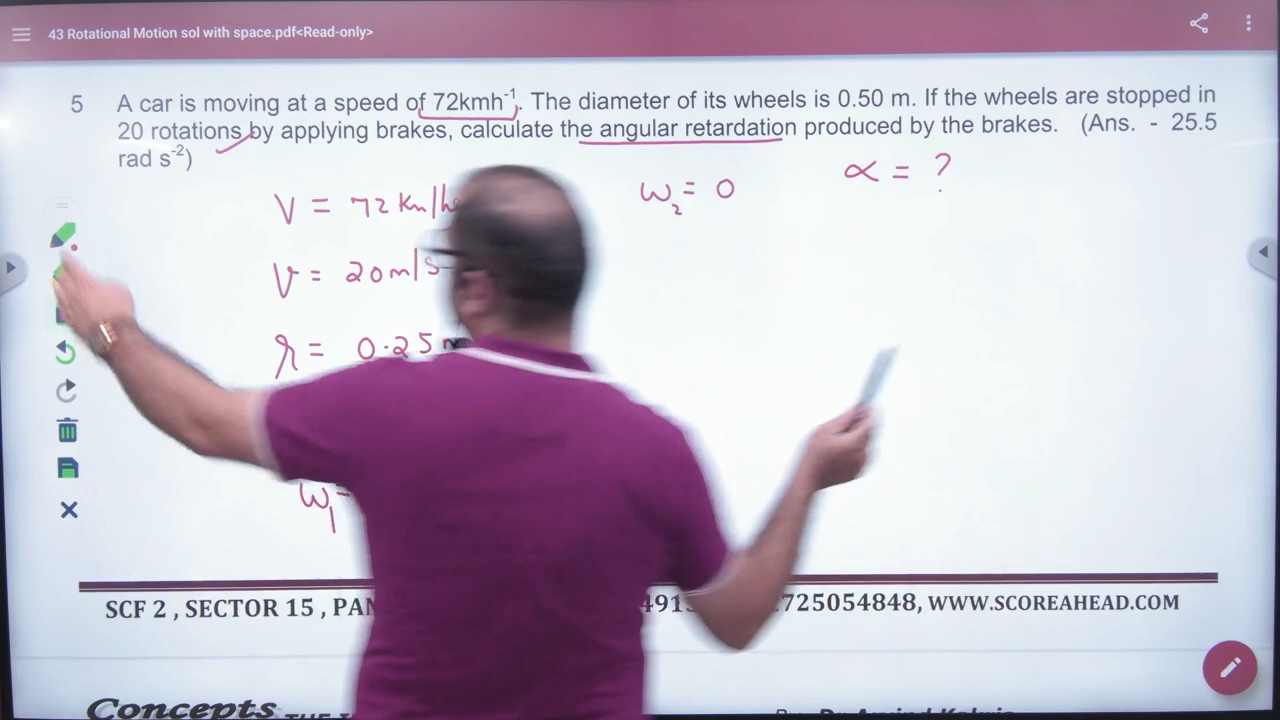 43 Rotational Motion sol with space.pdf<Read-only>
5 A car is moving at a speed of 72kmh⁻¹. The diameter of its wheels is 0.50 m. If the wheels are stopped in
20 rotations by applying brakes, calculate the angular retardation produced by the brakes. (Ans. - 25.5
rad s⁻²)
α = ?
ω₂ = 0
V = 72 Km/h
V = 20m/s
r = 0.25
ω₁ =
SCF 2 , SECTOR 15 , 725054848, WWW.SCOREAHEAD.COM
Concepts